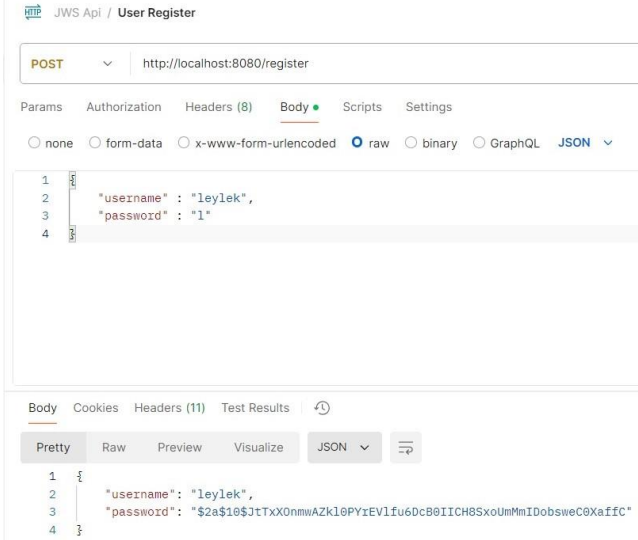 HTTP JWS Api / User Register
POST http://localhost:8080/register
Params Authorization Headers (8) Body Scripts Settings
none form-data x-www-form-urlencoded raw binary GraphQL JSON
1 {
2 "username" : "leylek",
3 "password" : "l"
4 }
Body Cookies Headers (11) Test Results
Pretty Raw Preview Visualize JSON
1 {
2 "username": "leylek",
3 "password": "$2a$10$JtTxXOnmwAZkl0PYrEVlfu6DcB0IICH8SxoUmMmIDobsweC0XaffC"
4 }